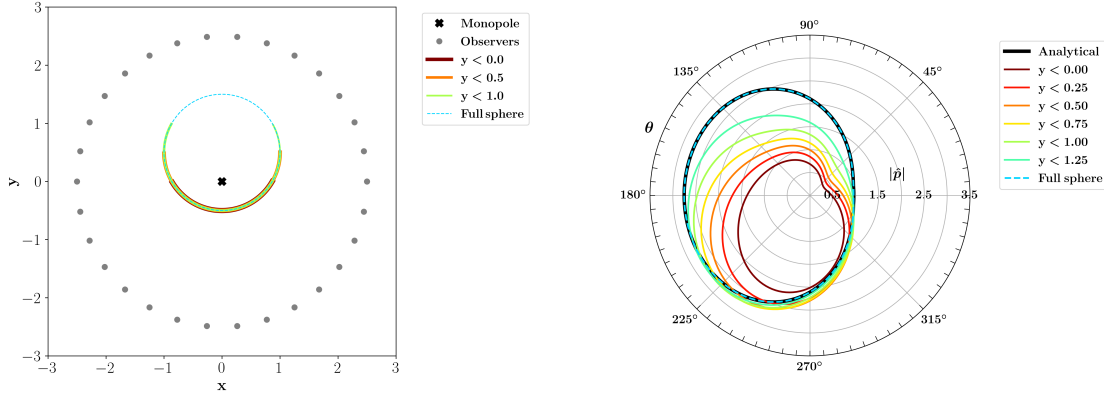 3
2
1
0
−1
−2
−3
−3
−2
−1
0
1
2
3
x
y
Monopole
Observers
y < 0.0
y < 0.5
y < 1.0
Full sphere
90°
45°
135°
θ
180°
225°
270°
315°
|p̂|
0.5
1.5
2.5
3.5
Analytical
y < 0.00
y < 0.25
y < 0.50
y < 0.75
y < 1.00
y < 1.25
Full sphere